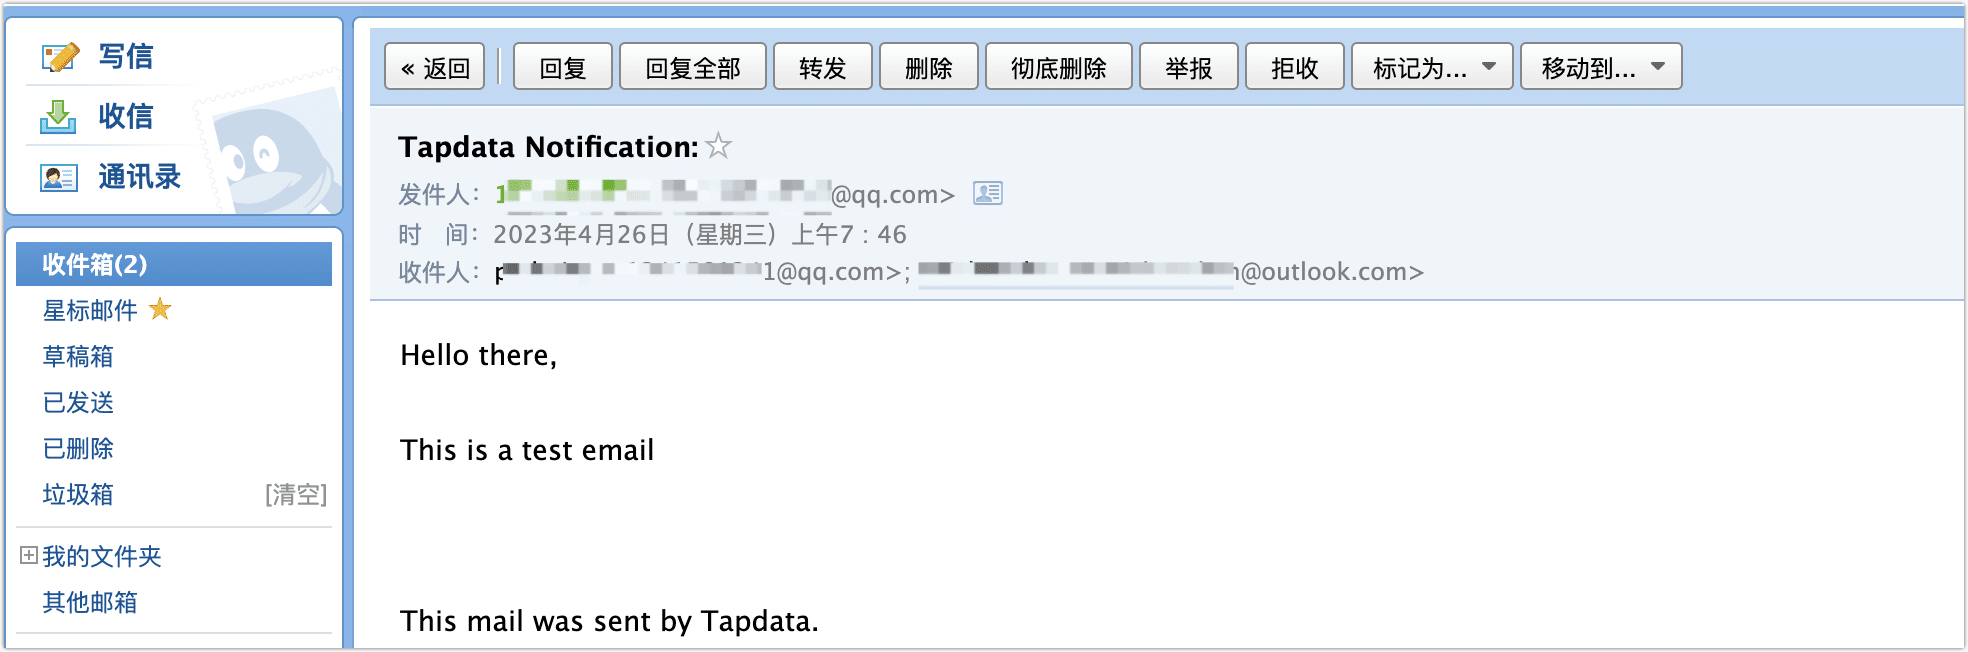 写信
收信
通讯录
收件箱(2)
星标邮件
草稿箱
已发送
已删除
垃圾箱 [清空]
我的文件夹
其他邮箱
« 返回 回复 回复全部 转发 删除 彻底删除 举报 拒收 标记为... 移动到...
Tapdata Notification:
发件人: @qq.com>
时 间: 2023年4月26日（星期三）上午7 : 46
收件人: 1@qq.com>; @outlook.com>
Hello there,
This is a test email
This mail was sent by Tapdata.